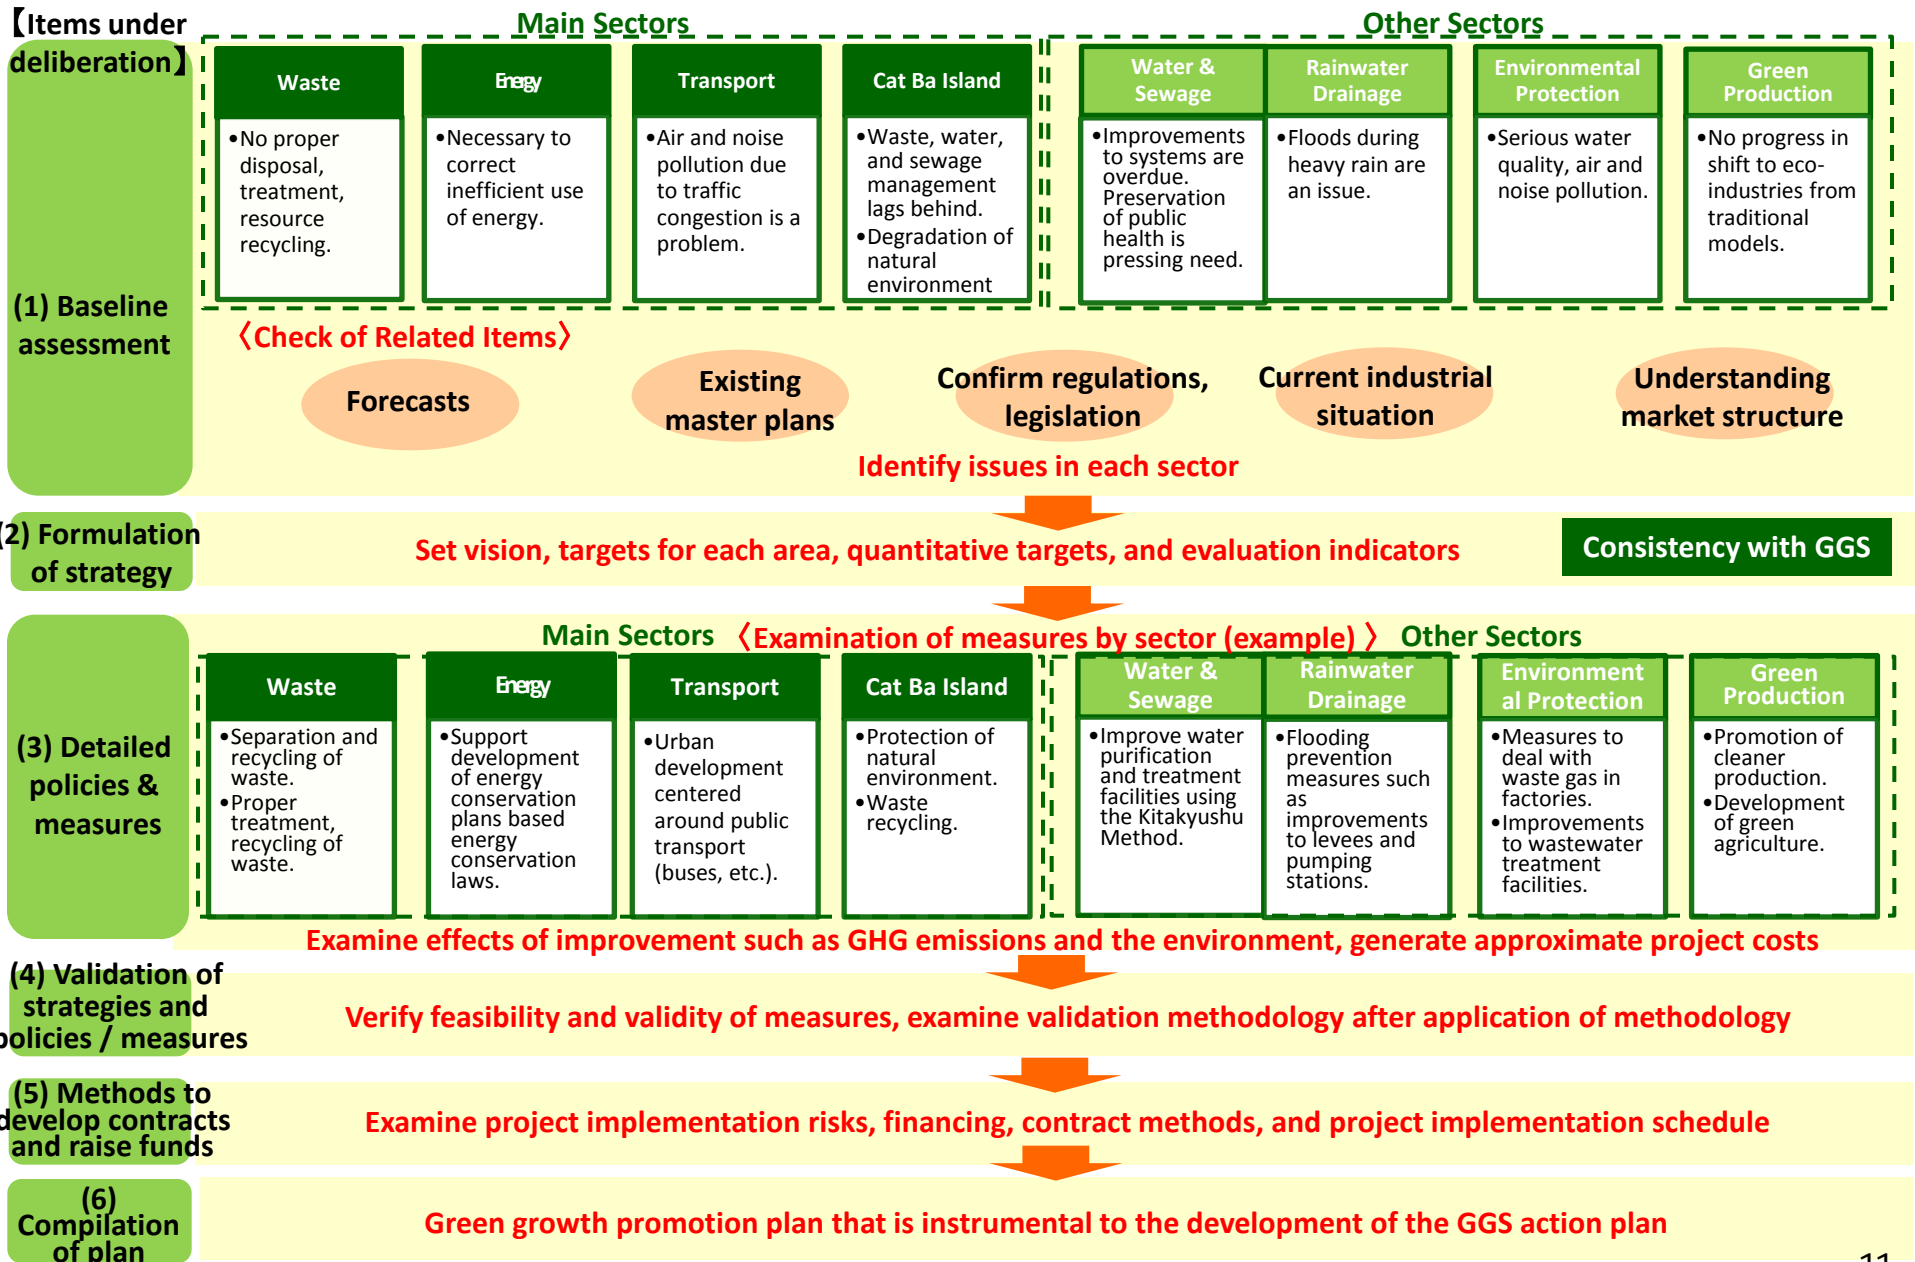 【Items under
deliberation】
Main Sectors
Other Sectors
Waste
Energy
Transport
Cat Ba Island
Water &
Sewage
Rainwater
Drainage
Environmental
Protection
Green
Production
•No proper
disposal,
treatment,
resource
recycling.
•Necessary to
correct
inefficient use
of energy.
•Air and noise
pollution due
to traffic
congestion is a
problem.
•Waste, water,
and sewage
management
lags behind.
•Degradation of
natural
environment
•Improvements
to systems are
overdue.
Preservation
of public
health is
pressing need.
•Floods during
heavy rain are
an issue.
•Serious water
quality, air and
noise pollution.
•No progress in
shift to eco-
industries from
traditional
models.
(1) Baseline
assessment
〈Check of Related Items〉
Forecasts
Existing
master plans
Confirm regulations,
legislation
Current industrial
situation
Understanding
market structure
Identify issues in each sector
(2) Formulation
of strategy
Set vision, targets for each area, quantitative targets, and evaluation indicators
Consistency with GGS
Main Sectors 〈Examination of measures by sector (example) 〉 Other Sectors
Waste
Energy
Transport
Cat Ba Island
Water &
Sewage
Rainwater
Drainage
Environment
al Protection
Green
Production
(3) Detailed
policies &
measures
•Separation and
recycling of
waste.
•Proper
treatment,
recycling of
waste.
•Support
development
of energy
conservation
plans based
energy
conservation
laws.
•Urban
development
centered
around public
transport
(buses, etc.).
•Protection of
natural
environment.
•Waste
recycling.
•Improve water
purification
and treatment
facilities using
the Kitakyushu
Method.
•Flooding
prevention
measures such
as
improvements
to levees and
pumping
stations.
•Measures to
deal with
waste gas in
factories.
•Improvements
to wastewater
treatment
facilities.
•Promotion of
cleaner
production.
•Development
of green
agriculture.
Examine effects of improvement such as GHG emissions and the environment, generate approximate project costs
(4) Validation of
strategies and
policies / measures
Verify feasibility and validity of measures, examine validation methodology after application of methodology
(5) Methods to
develop contracts
and raise funds
Examine project implementation risks, financing, contract methods, and project implementation schedule
(6)
Compilation
of plan
Green growth promotion plan that is instrumental to the development of the GGS action plan
11